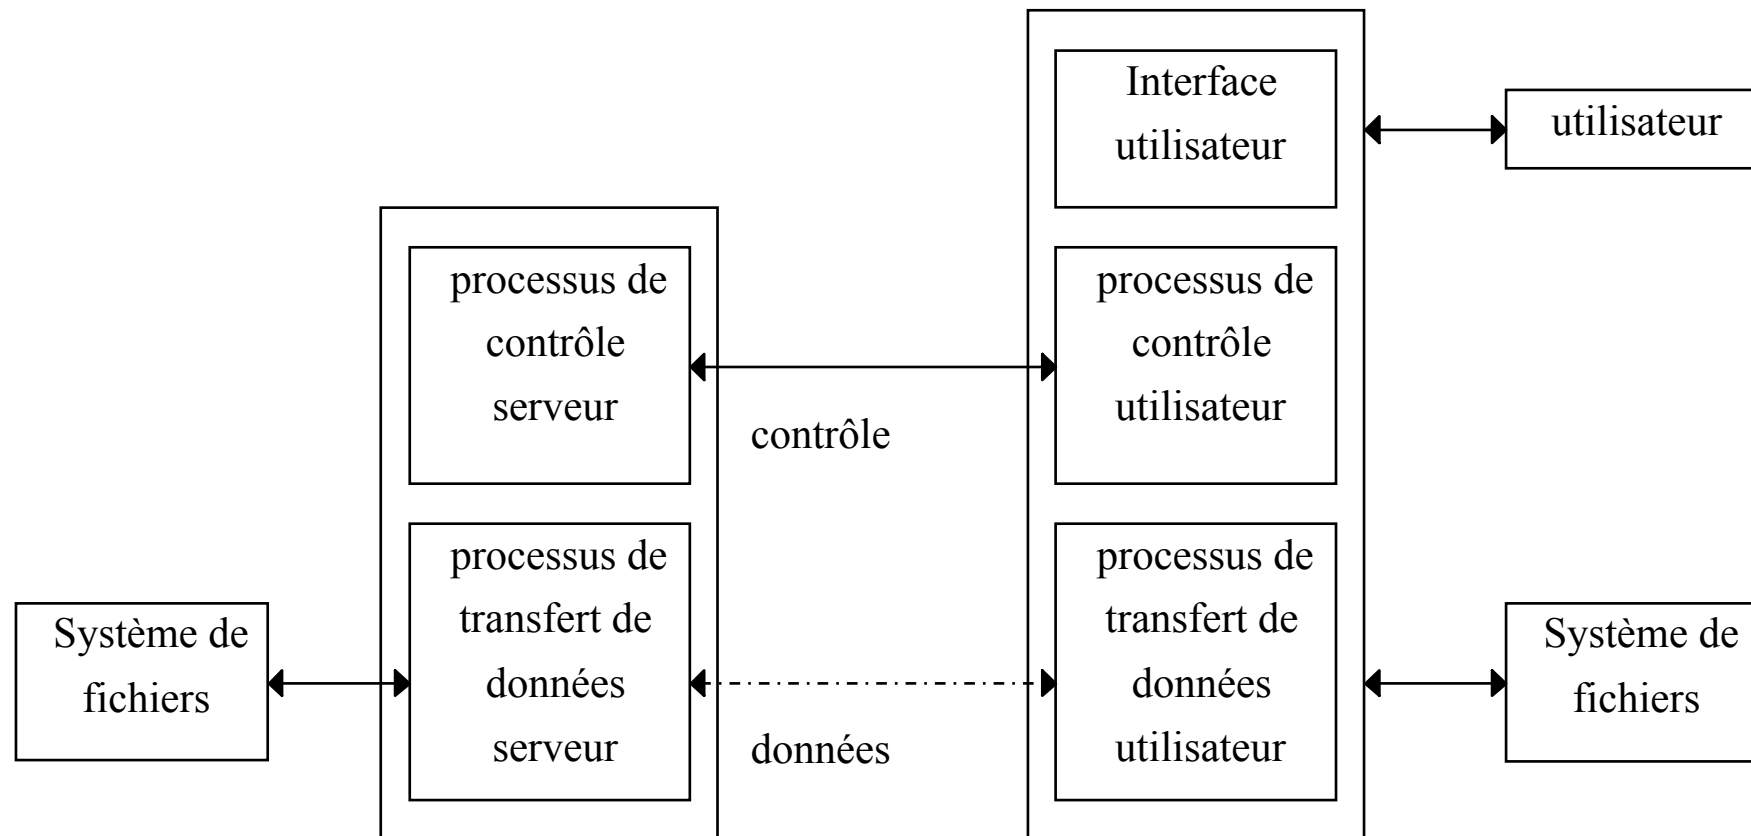 Interface
utilisateur
utilisateur
processus de
contrôle
serveur
processus de
contrôle
utilisateur
contrôle
Système de
fichiers
processus de
transfert de
données
serveur
données
processus de
transfert de
données
utilisateur
Système de
fichiers